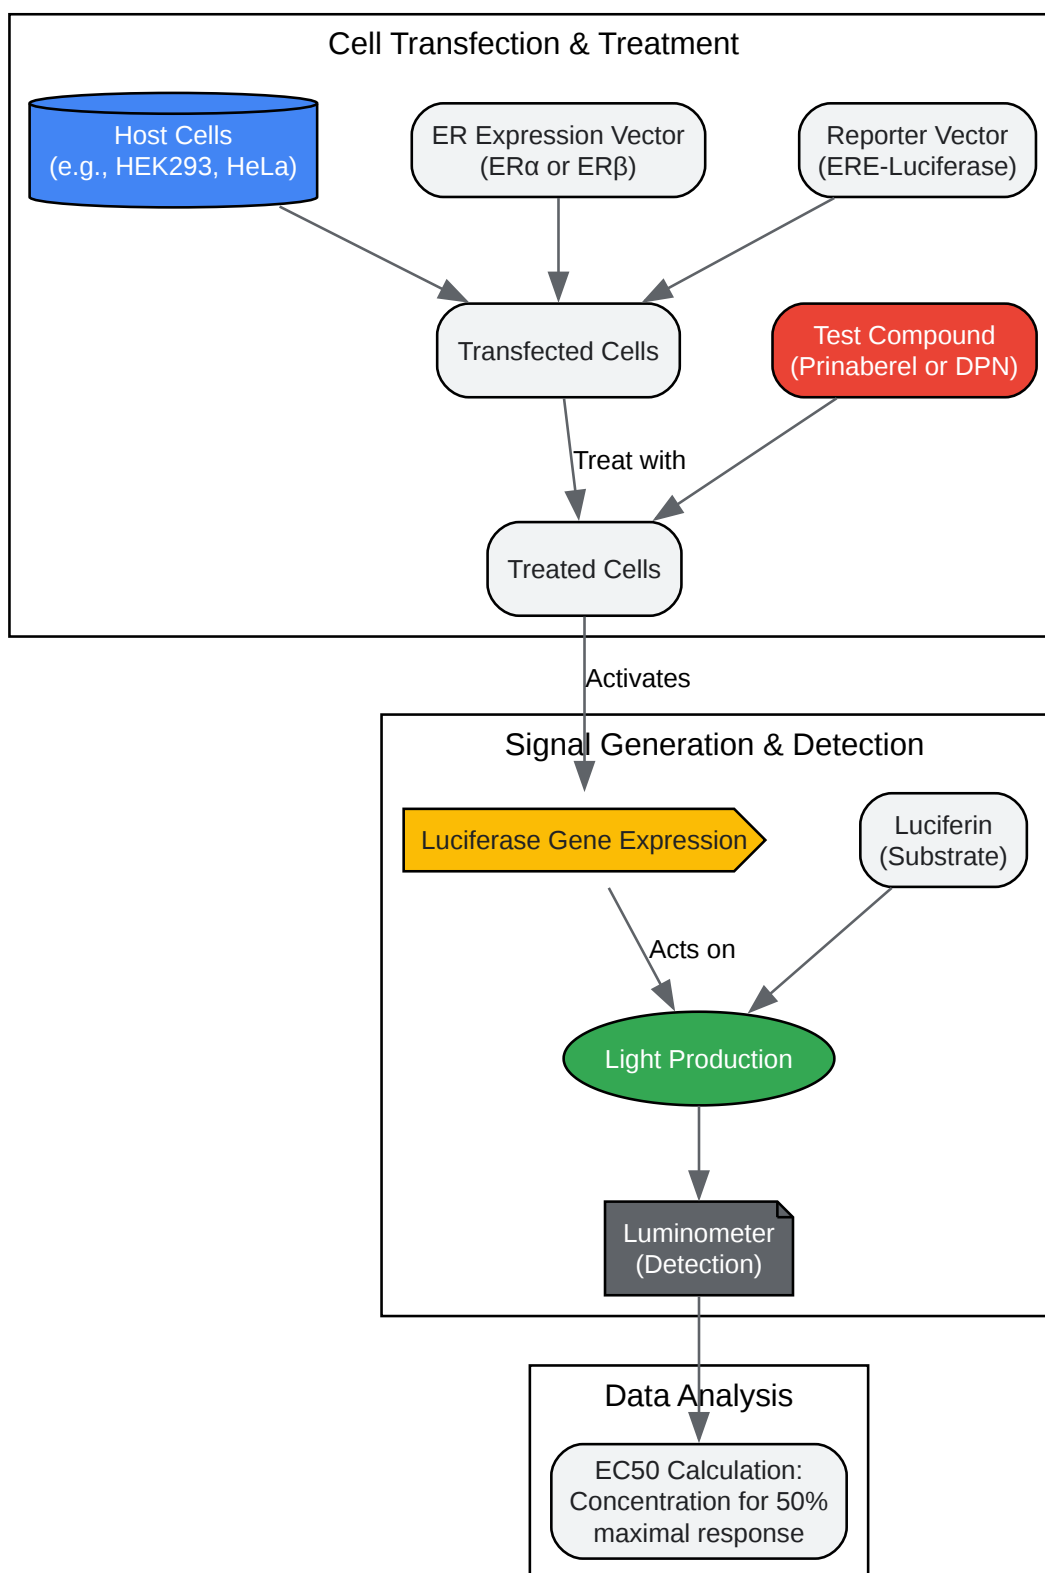 Cell Transfection & Treatment
Host Cells
(e.g., HEK293, HeLa)
ER Expression Vector
(ERα or ERβ)
Reporter Vector
(ERE-Luciferase)
Transfected Cells
Test Compound
(Prinaberel or DPN)
Treat with
Treated Cells
Activates
Signal Generation & Detection
Luciferase Gene Expression
Luciferin
(Substrate)
Acts on
Light Production
Luminometer
(Detection)
Data Analysis
EC50 Calculation:
Concentration for 50%
maximal response